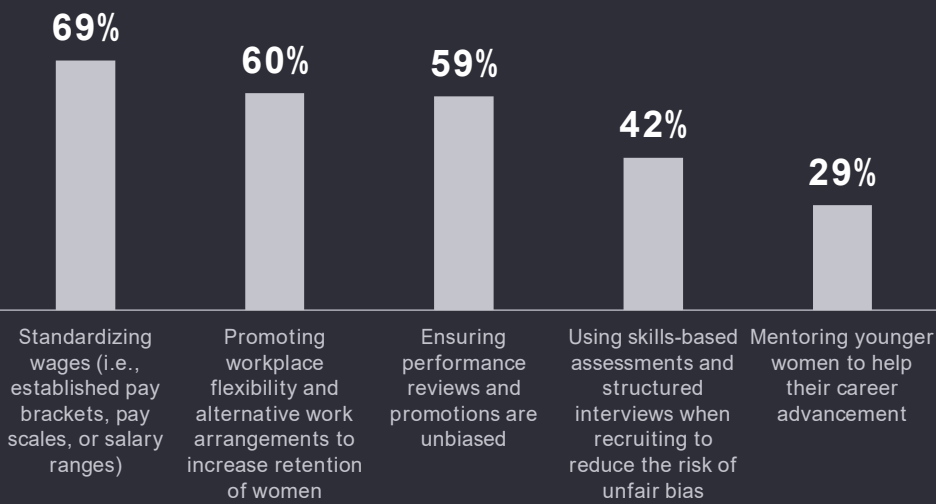 69%
60%
59%
42%
29%
Standardizing
wages (i.e.,
established pay
brackets, pay
scales, or salary
ranges)
Promoting
workplace
flexibility and
alternative work
arrangements to
increase retention
of women
Ensuring
performance
reviews and
promotions are
unbiased
Using skills-based
assessments and
structured
interviews when
recruiting to
reduce the risk of
unfair bias
Mentoring younger
women to help
their career
advancement